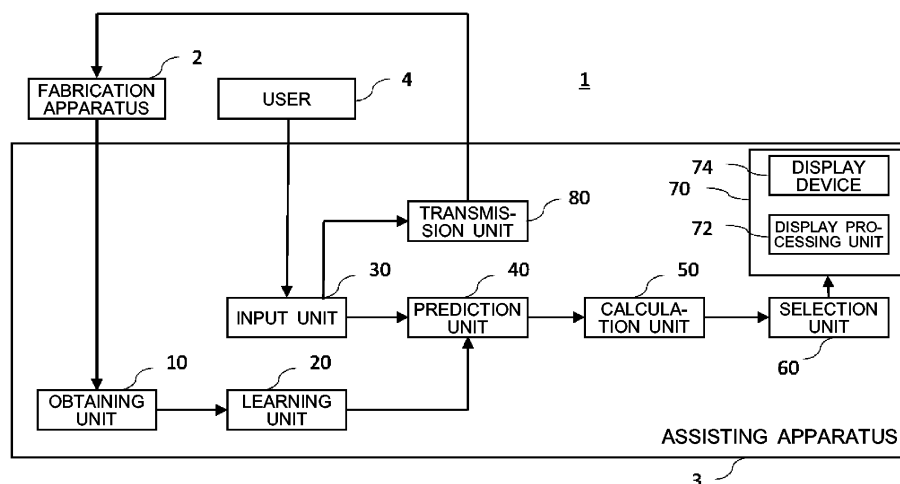 2
4
1
FABRICATION
APPARATUS
USER
74
DISPLAY
DEVICE
70
TRANSMIS-
SION UNIT
80
72
DISPLAY PRO-
CESSING UNIT
30
40
50
INPUT UNIT
PREDICTION
UNIT
CALCULA-
TION UNIT
SELECTION
UNIT
60
10
20
OBTAINING
UNIT
LEARNING
UNIT
ASSISTING APPARATUS
3